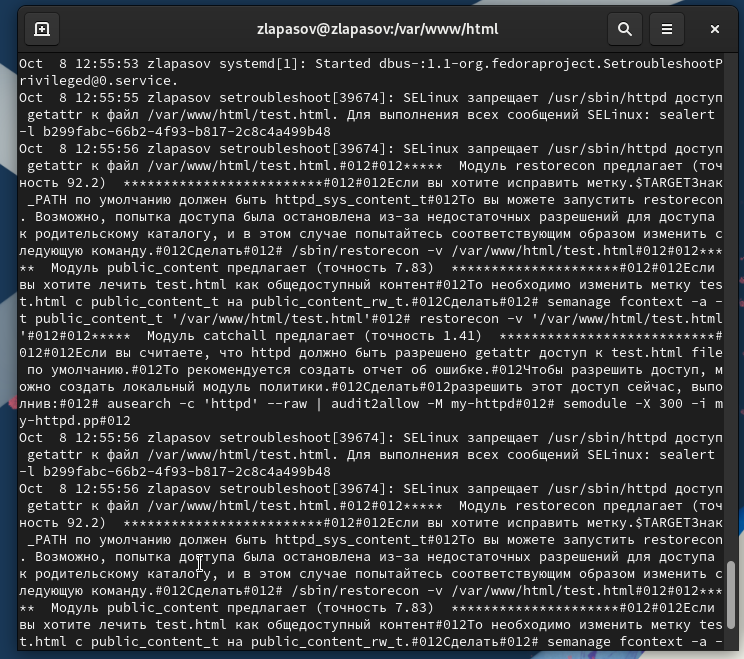 zlapasov@zlapasov:/var/www/html
Oct  8 12:55:53 zlapasov systemd[1]: Started dbus-:1.1-org.fedoraproject.SetroubleshootP
rivileged@0.service.
Oct  8 12:55:55 zlapasov setroubleshoot[39674]: SELinux запрещает /usr/sbin/httpd доступ
 getattr к файл /var/www/html/test.html. Для выполнения всех сообщений SELinux: sealert
-l b299fabc-66b2-4f93-b817-2c8c4a499b48
Oct  8 12:55:56 zlapasov setroubleshoot[39674]: SELinux запрещает /usr/sbin/httpd доступ
 getattr к файл /var/www/html/test.html.#012#012*****  Модуль restorecon предлагает (точ
ность 92.2)  ************************#012#012Если вы хотите исправить метку.$TARGETЗнак
 _PATH по умолчанию должен быть httpd_sys_content_t#012То вы можете запустить restorecon
. Возможно, попытка доступа была остановлена из-за недостаточных разрешений для доступа
к родительскому каталогу, и в этом случае попытайтесь соответствующим образом изменить с
ледующую команду.#012Сделать#012# /sbin/restorecon -v /var/www/html/test.html#012#012***
**  Модуль public_content предлагает (точность 7.83)  *********************#012#012Если
вы хотите лечить test.html как общедоступный контент#012То необходимо изменить метку tes
t.html с public_content_t на public_content_rw_t.#012Сделать#012# semanage fcontext -a -
t public_content_t '/var/www/html/test.html'#012# restorecon -v '/var/www/html/test.html
'#012#012*****  Модуль catchall предлагает (точность 1.41)  **************************#
012#012Если вы считаете, что httpd должно быть разрешено getattr доступ к test.html file
 по умолчанию.#012То рекомендуется создать отчет об ошибке.#012Чтобы разрешить доступ, м
ожно создать локальный модуль политики.#012Сделать#012разрешить этот доступ сейчас, выпо
лнив:#012# ausearch -c 'httpd' --raw | audit2allow -M my-httpd#012# semodule -X 300 -i m
y-httpd.pp#012
Oct  8 12:55:56 zlapasov setroubleshoot[39674]: SELinux запрещает /usr/sbin/httpd доступ
 getattr к файл /var/www/html/test.html. Для выполнения всех сообщений SELinux: sealert
-l b299fabc-66b2-4f93-b817-2c8c4a499b48
Oct  8 12:55:56 zlapasov setroubleshoot[39674]: SELinux запрещает /usr/sbin/httpd доступ
 getattr к файл /var/www/html/test.html.#012#012*****  Модуль restorecon предлагает (точ
ность 92.2)  ************************#012#012Если вы хотите исправить метку.$TARGETЗнак
 _PATH по умолчанию должен быть httpd_sys_content_t#012То вы можете запустить restorecon
. Возможно, попытка доступа была остановлена из-за недостаточных разрешений для доступа
к родительскому каталогу, и в этом случае попытайтесь соответствующим образом изменить с
ледующую команду.#012Сделать#012# /sbin/restorecon -v /var/www/html/test.html#012#012***
**  Модуль public_content предлагает (точность 7.83)  *********************#012#012Если
вы хотите лечить test.html как общедоступный контент#012То необходимо изменить метку tes
t.html с public_content_t на public_content_rw_t.#012Сделать#012# semanage fcontext -a -